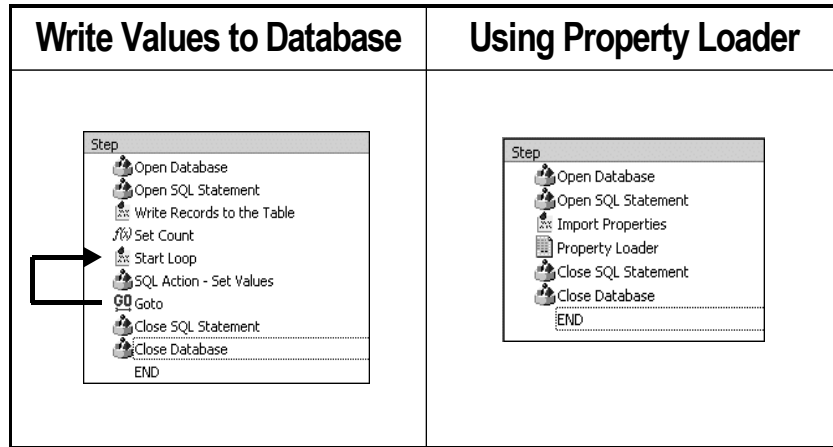 Write Values to Database
Using Property Loader
Step
Open Database
Open SQL Statement
Write Records to the Table
f(x) Set Count
Start Loop
SQL Action - Set Values
GO Goto
Close SQL Statement
Close Database
END
Step
Open Database
Open SQL Statement
Import Properties
Property Loader
Close SQL Statement
Close Database
END